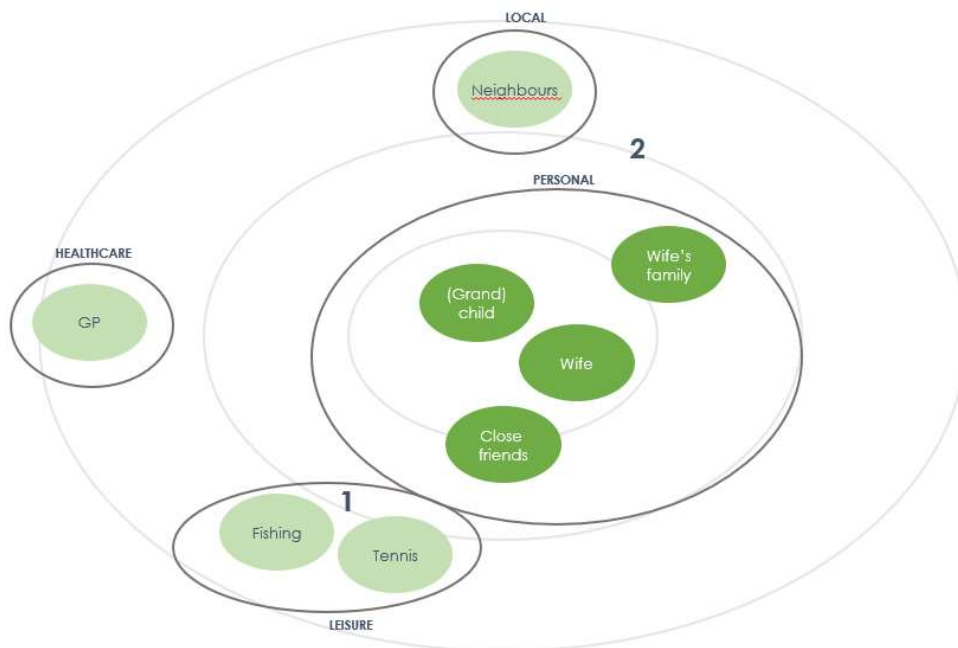 LOCAL
Neighbours
2
PERSONAL
Wife's
family
HEALTHCARE
(Grand)
child
GP
Wife
Close
friends
1
Fishing
Tennis
LEISURE